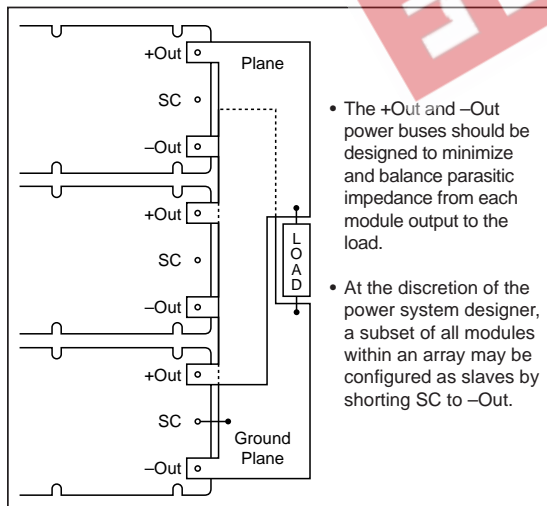 +Out
Plane
SC
–Out
+Out
SC
–Out
+Out
SC
Ground
Plane
–Out
LOAD
• The +Out and –Out
power buses should be
designed to minimize
and balance parasitic
impedance from each
module output to the
load.
• At the discretion of the
power system designer,
a subset of all modules
within an array may be
configured as slaves by
shorting SC to –Out.